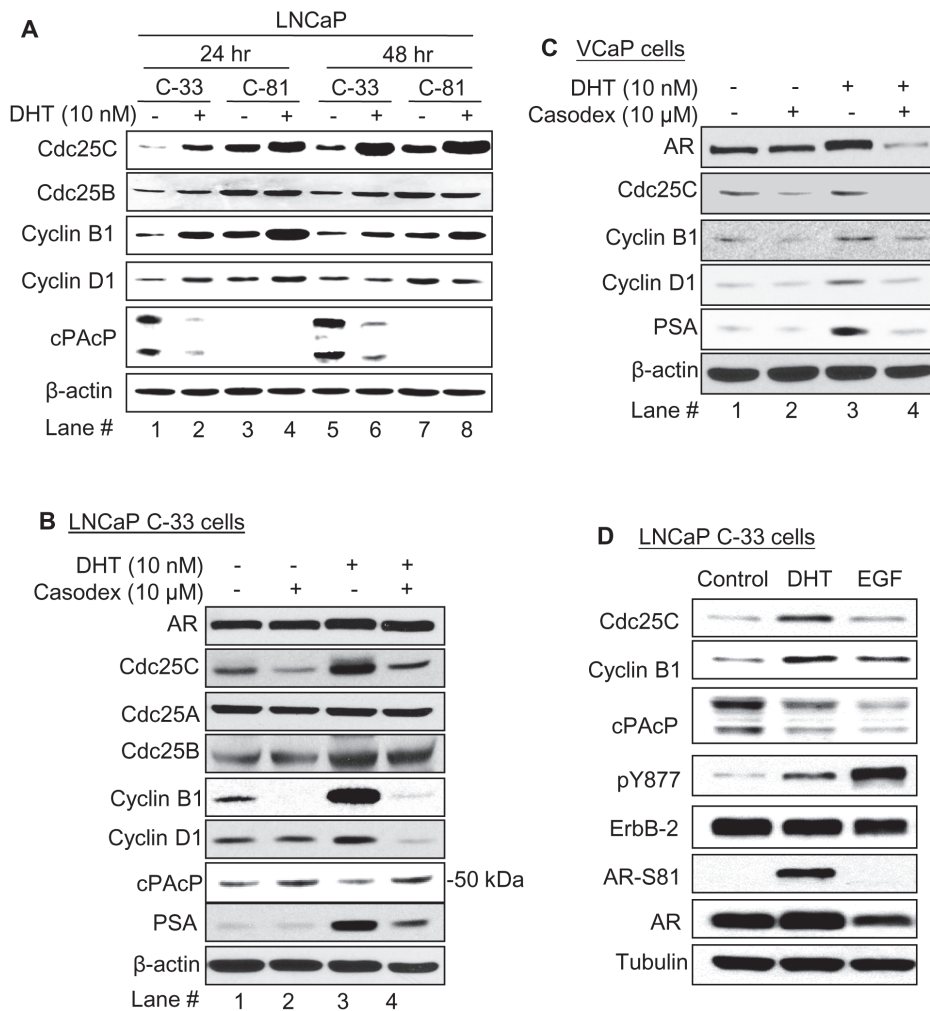 A
LNCaP
24 hr 48 hr
C-33 C-81 C-33 C-81
DHT (10 nM) - + - + - + - +
Cdc25C
Cdc25B
Cyclin B1
Cyclin D1
cPAcP
β-actin
Lane # 1 2 3 4 5 6 7 8
C VCaP cells
DHT (10 nM) - - + +
Casodex (10 µM) - + - +
AR
Cdc25C
Cyclin B1
Cyclin D1
PSA
β-actin
Lane # 1 2 3 4
B LNCaP C-33 cells
DHT (10 nM) - - + +
Casodex (10 µM) - + - +
AR
Cdc25C
Cdc25A
Cdc25B
Cyclin B1
Cyclin D1
cPAcP -50 kDa
PSA
β-actin
Lane # 1 2 3 4
D LNCaP C-33 cells
Control DHT EGF
Cdc25C
Cyclin B1
cPAcP
pY877
ErbB-2
AR-S81
AR
Tubulin